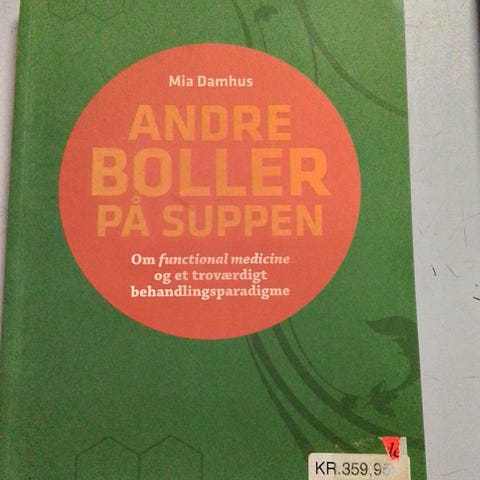 Mia Damhus
ANDRE
BOLLER
PÅ SUPPEN
Om functional medicine
og et troværdigt
behandlingsparadigme
KR.359,95